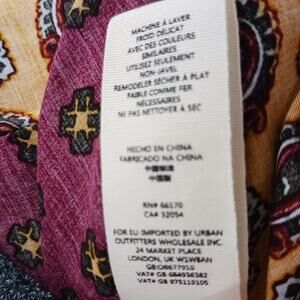 MACHINE À LAVER
FROID DÉLICAT
AVEC DES COULEURS
SIMILAIRES
UTILISEZ SEULEMENT
NON-JAVEL
REMODELER SÉCHER À PLAT
FAIBLE COMME FER
NÉCESSAIRES
NE PAS NETTOYER À SEC
HECHO EN CHINA
FABRICADO NA CHINA
中國製造
中国製
RN# 66170
CA# 32054
FOR EU IMPORTED BY URBAN
OUTFITTERS WHOLESALE INC.
24 MARKET PLACE
LONDON, UK W1W8AN
VAT# GB 684936382
VAT# GB 975119105